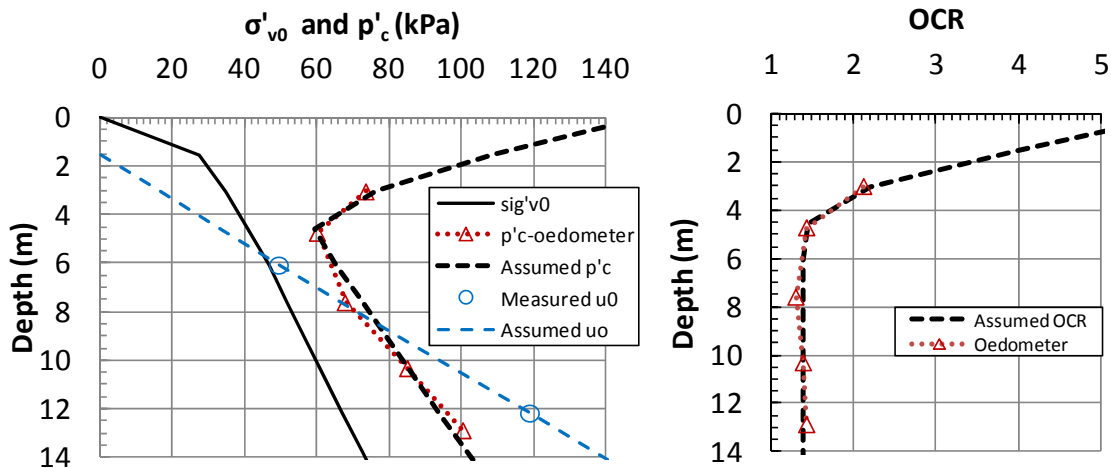 σ'v0 and p'c (kPa)
0 20 40 60 80 100 120 140
0
2
4
6
8
10
12
14
Depth (m)
sig'v0
p'c-oedometer
Assumed p'c
Measured u0
Assumed uo
OCR
1 2 3 4 5
0
2
4
6
8
10
12
14
Depth (m)
Assumed OCR
Oedometer